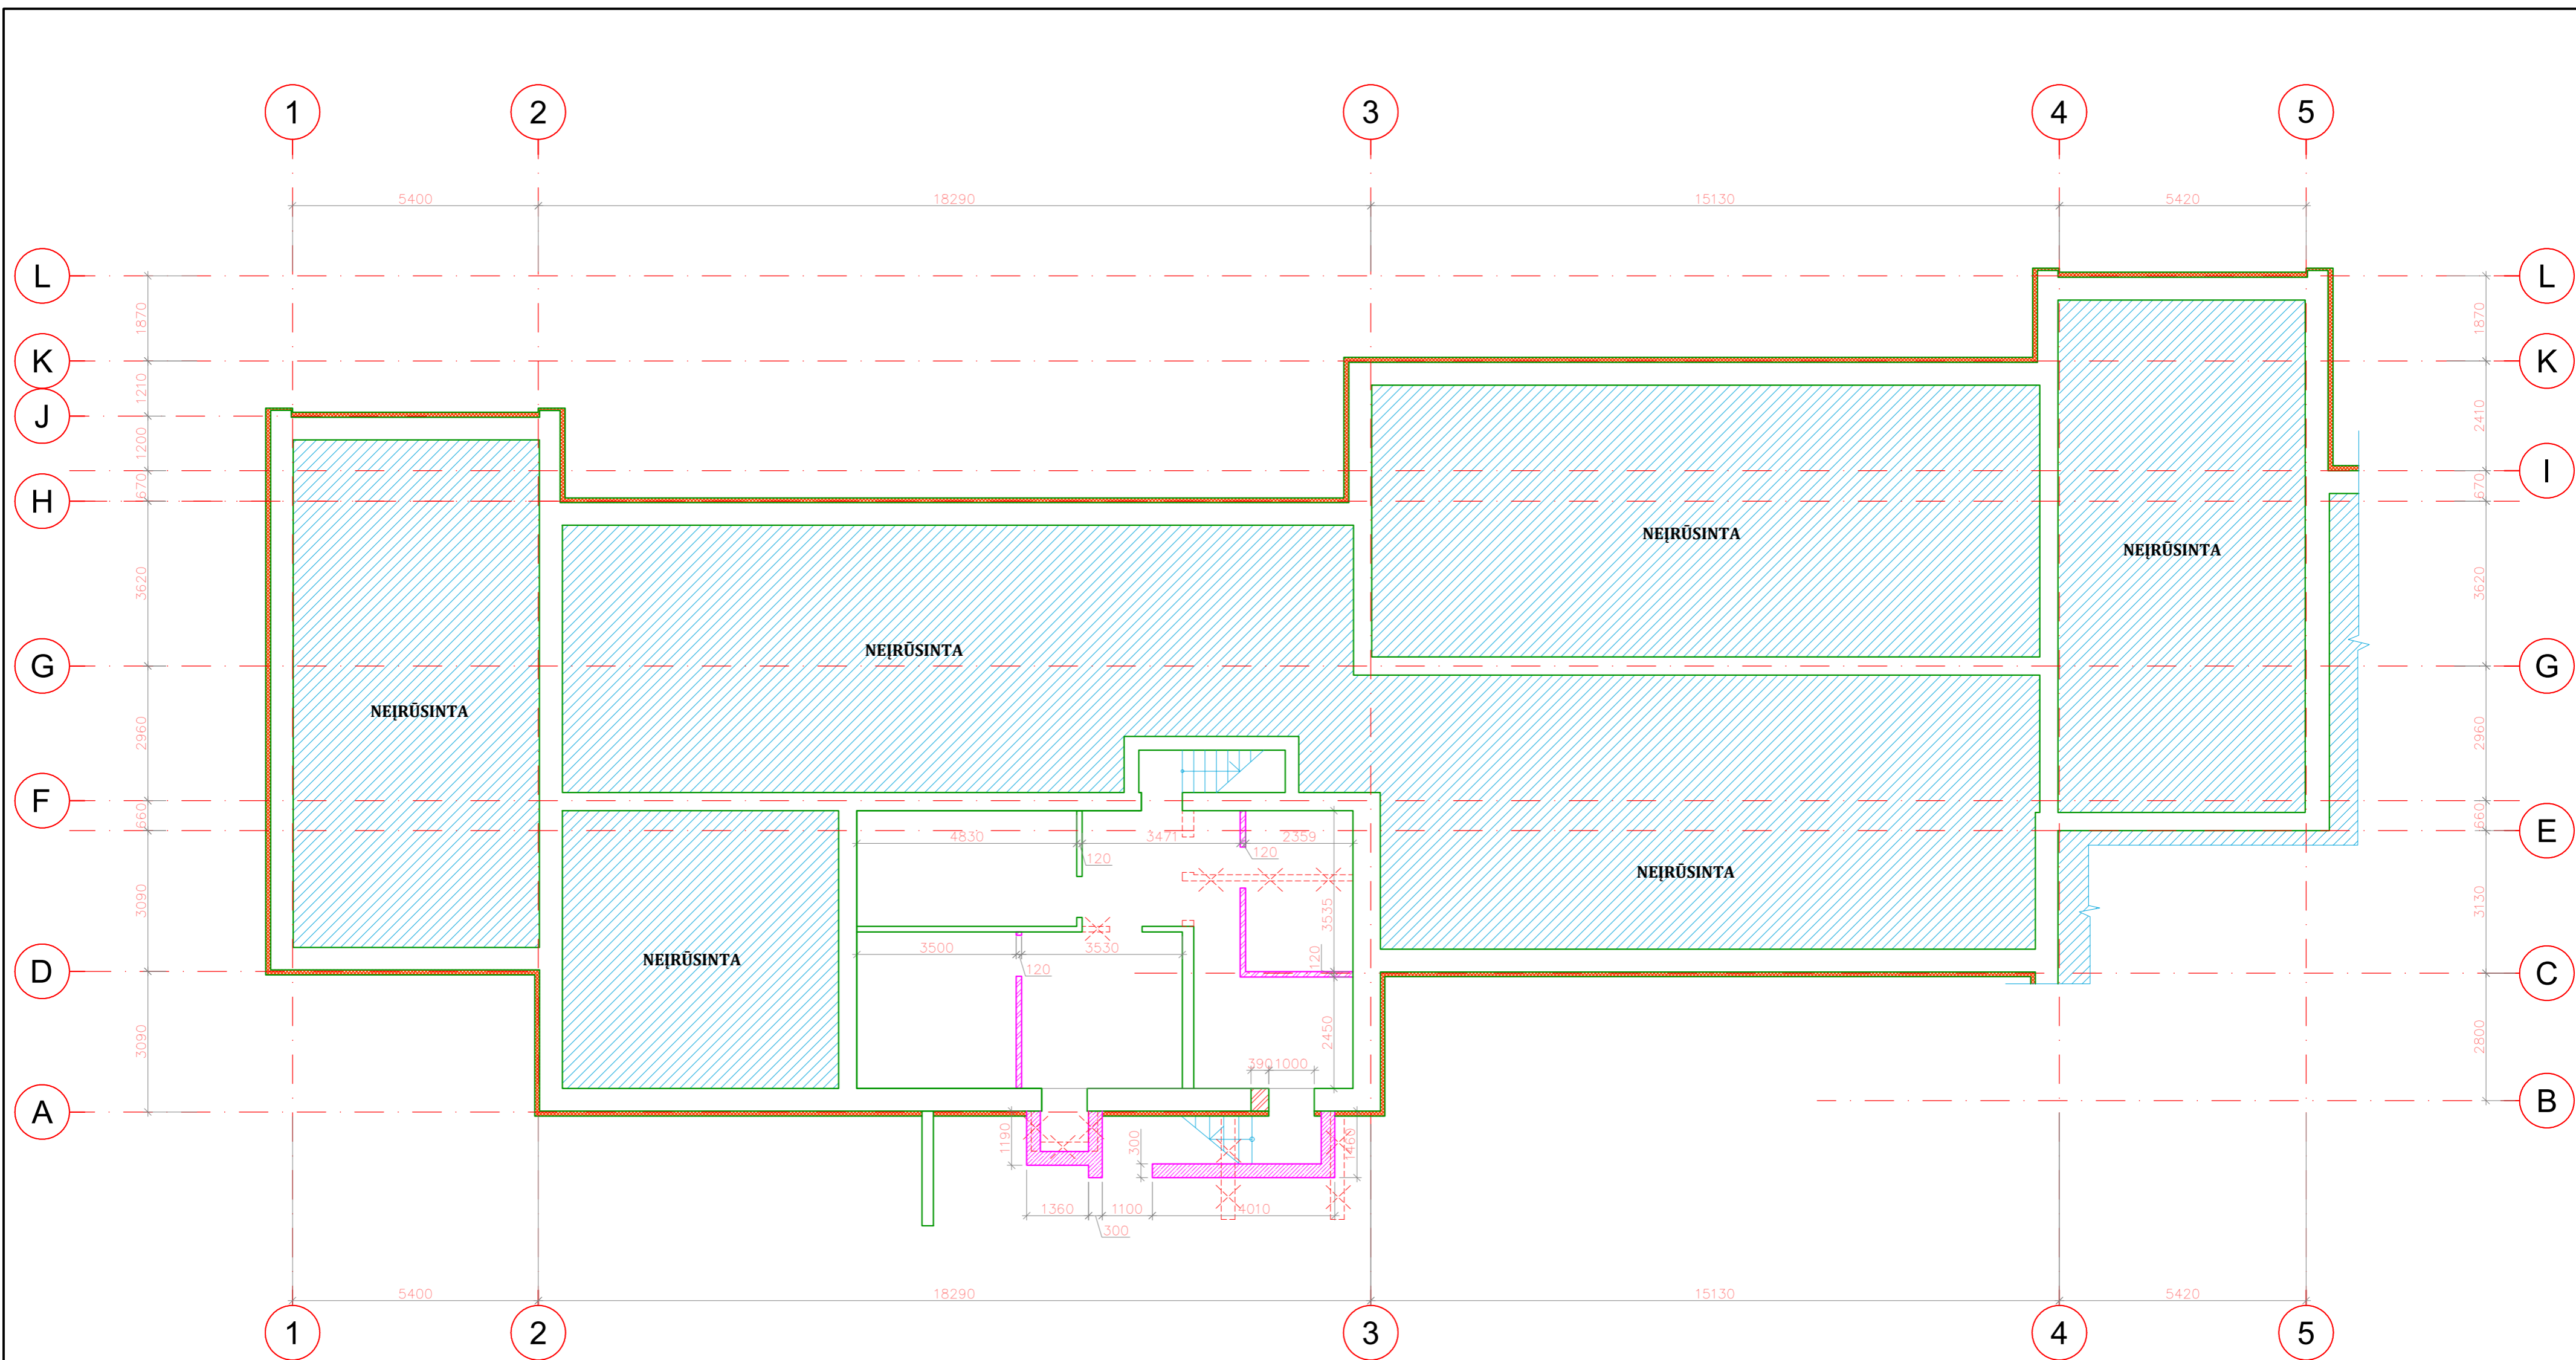 1 2 3 4 5
5400 18290 15130 5420
L L
1870 1870
K K
1210
J
2410
1200
I
670 670
H
NEĮRŪSINTA
NEĮRŪSINTA
3620 3620
NEĮRŪSINTA
G G
NEĮRŪSINTA
2960 2960
F
660 660
E
4830 3471 2359
120 120
NEĮRŪSINTA
3090 3535 3130
NEĮRŪSINTA
3500 3530
120 120
D C
3090 2450 2800
390 1000
A B
1190 300 1460
1360 1100 4010
300
5400 18290 15130 5420
1 2 3 4 5